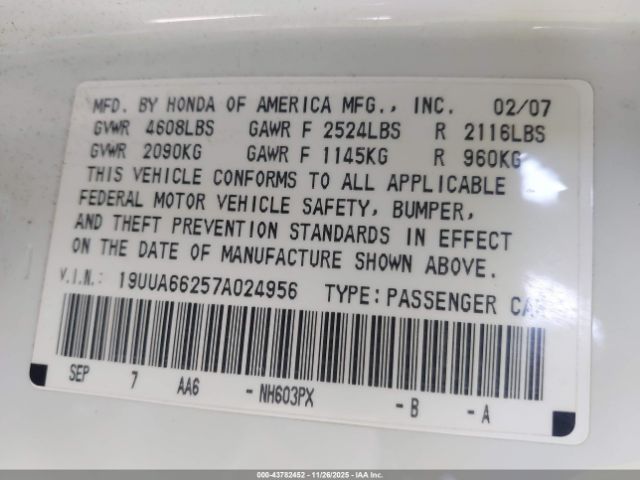 MFD. BY HONDA OF AMERICA MFG., INC. 02/07
GVWR 4608LBS GAWR F 2524LBS R 2116LBS
GVWR 2090KG GAWR F 1145KG R 960KG
THIS VEHICLE CONFORMS TO ALL APPLICABLE
FEDERAL MOTOR VEHICLE SAFETY, BUMPER,
AND THEFT PREVENTION STANDARDS IN EFFECT
ON THE DATE OF MANUFACTURE SHOWN ABOVE.
V.I.N.: 19UUA66257A024956 TYPE: PASSENGER CAR
SEP 7 AA6 - NH603PX - B - A
000-43782452 | 11/26/2025 | IAA Inc.